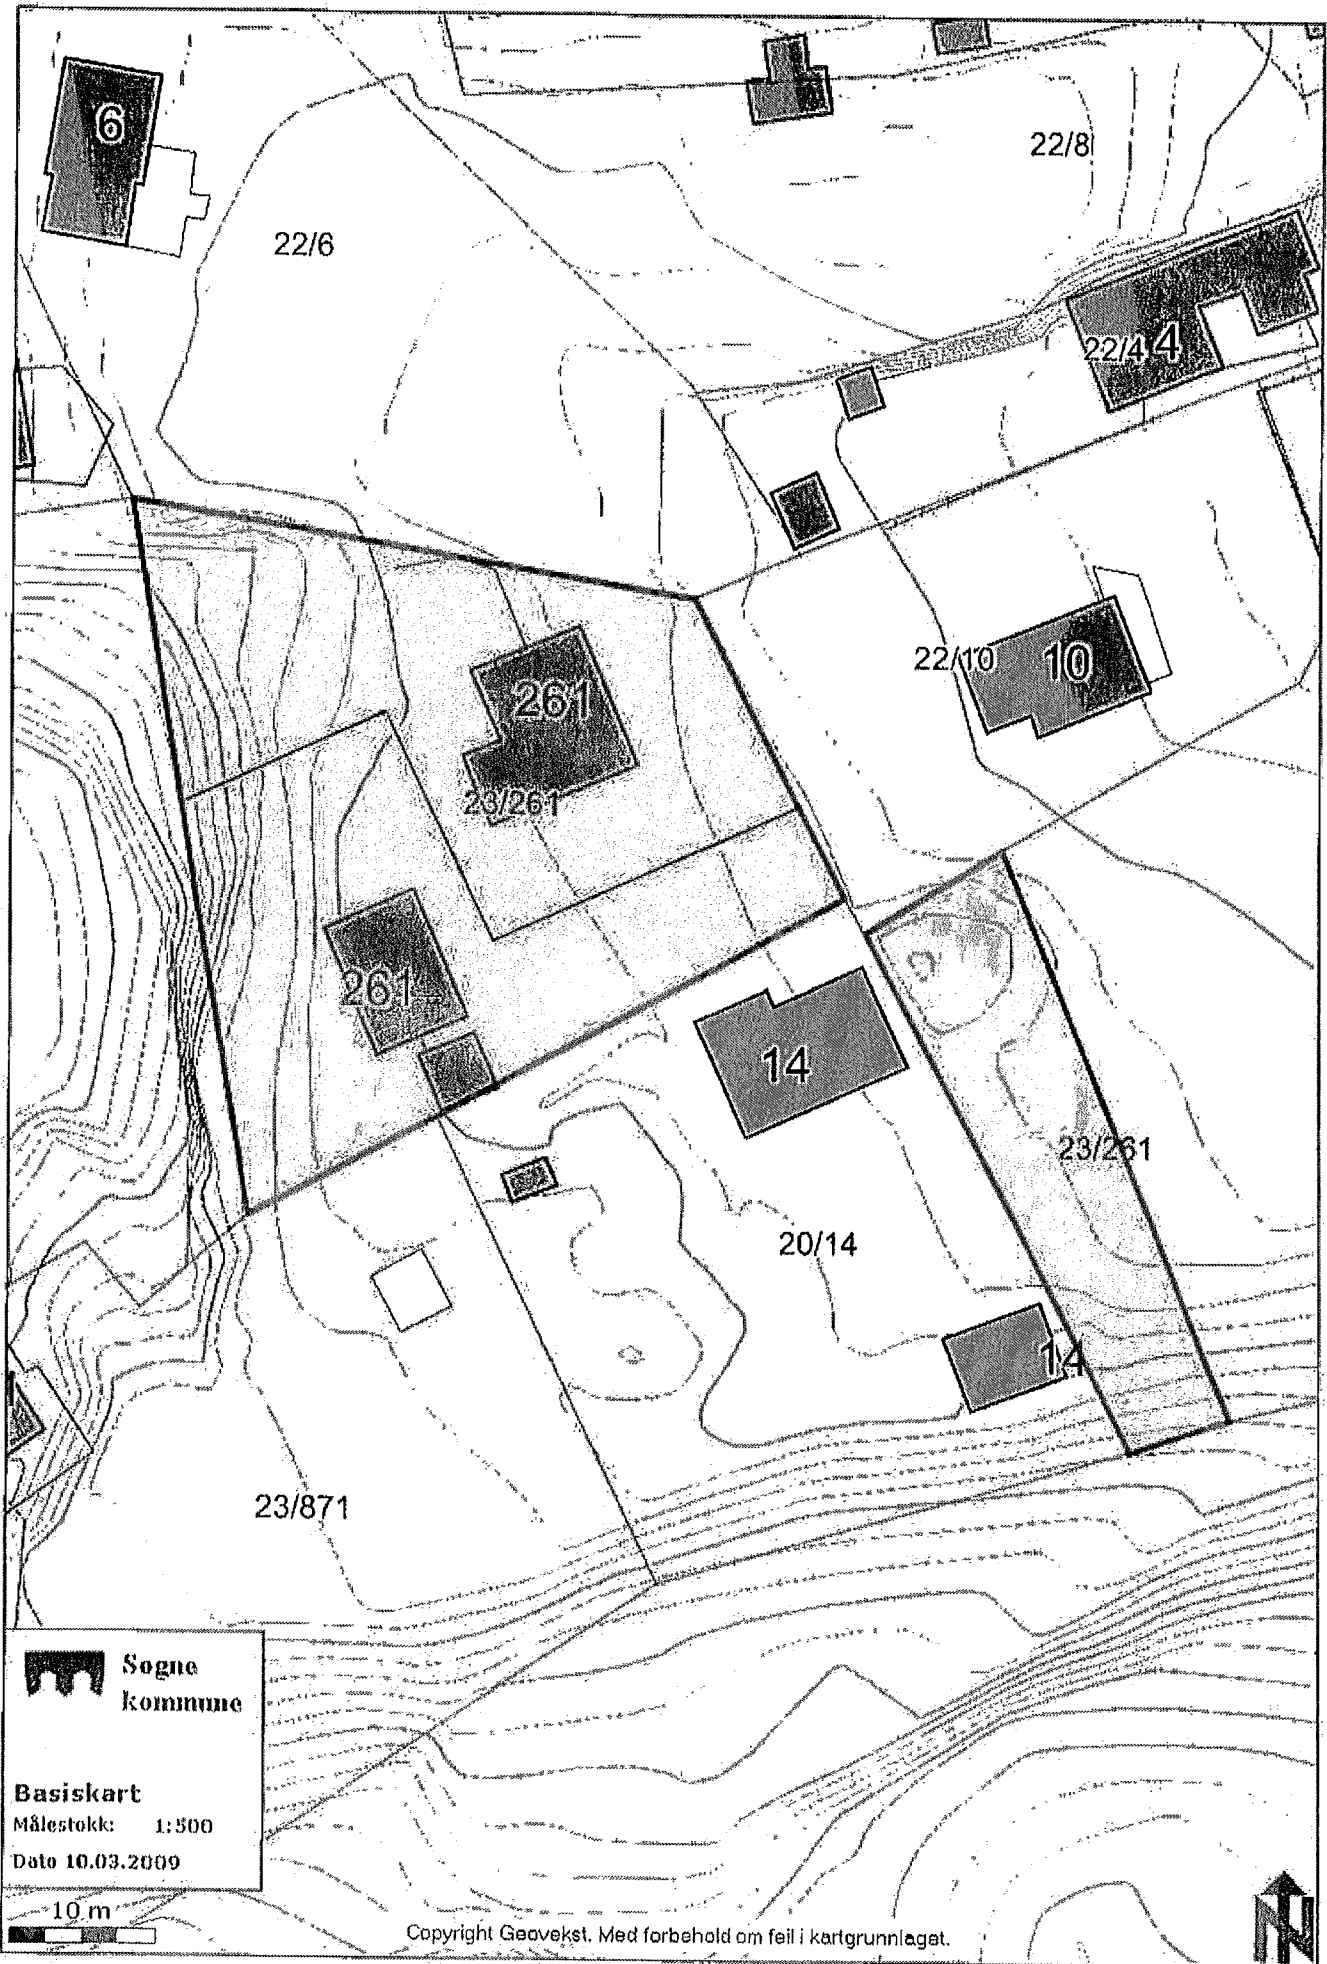 6
22/8
22/6
22/4 4
22/10 10
261
23/261
261
14
23/261
20/14
14
23/871
Sogne
kommune
Basiskart
Målestokk: 1:500
Dato 10.03.2009
10 m
Copyright Geovekst. Med forbehold om feil i kartgrunnlaget.
N